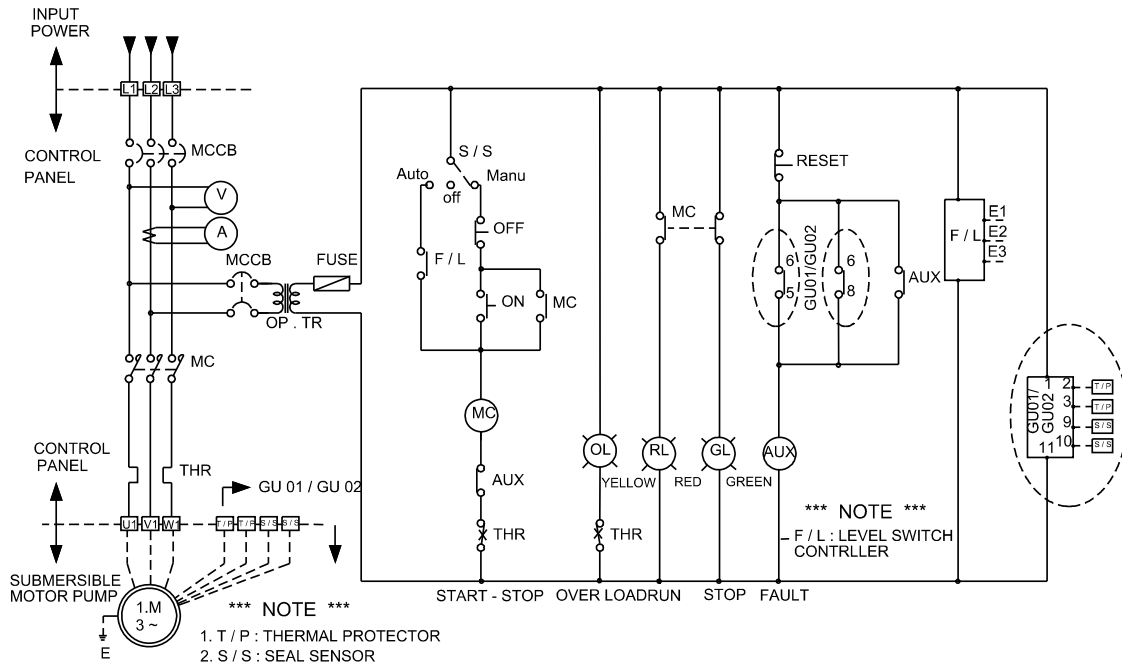 INPUT
POWER
L1 L2 L3
CONTROL
PANEL
MCCB
V
A
MCCB
FUSE
OP . TR
MC
CONTROL
PANEL
THR
GU 01 / GU 02
U1 V1 W1
T / P T / P S / S S / S
SUBMERSIBLE
MOTOR PUMP
1.M
3 ~
E
*** NOTE ***
1. T / P : THERMAL PROTECTOR
2. S / S : SEAL SENSOR
S / S
Auto
off
Manu
OFF
F / L
ON
MC
MC
AUX
THR
START - STOP
OL
YELLOW
THR
OVER LOAD
MC
RL
RED
RUN
GL
GREEN
STOP
RESET
6
5
GU01/GU02
6
8
AUX
AUX
FAULT
F / L
E1
E2
E3
*** NOTE ***
F / L : LEVEL SWITCH
CONTRLLER
GU01/
GU02
1
2
3
9
10
11
T / P
T / P
S / S
S / S